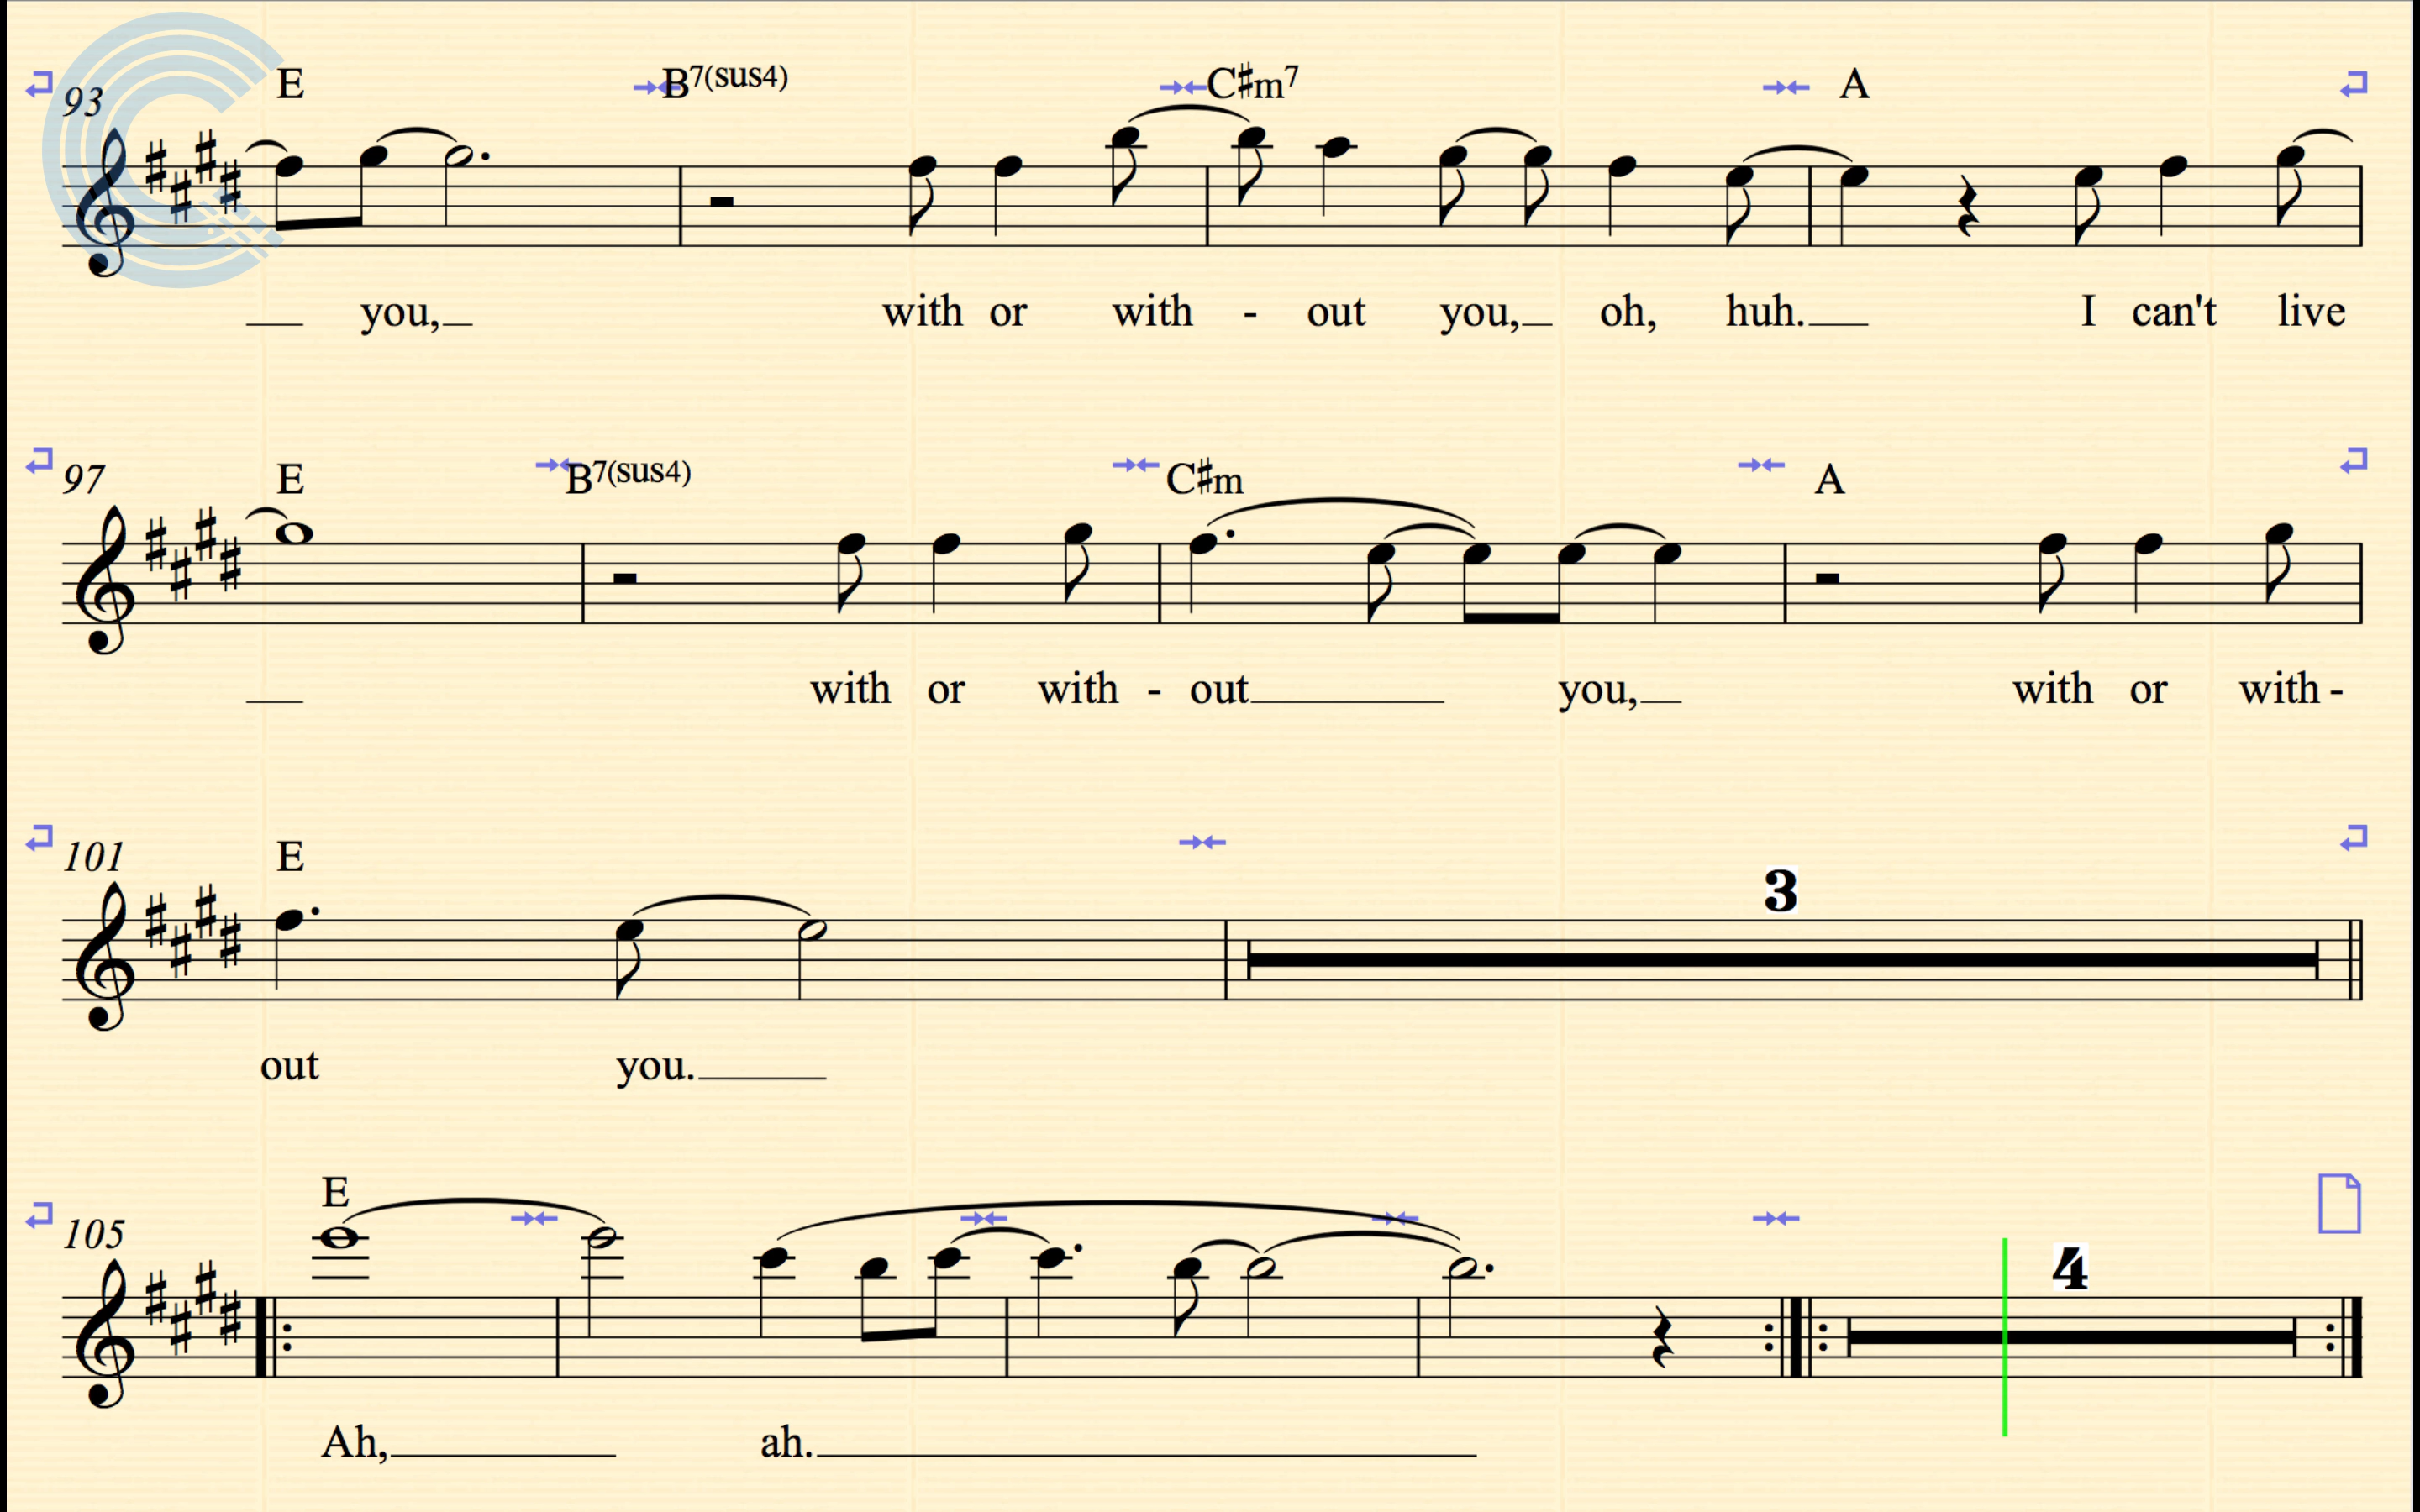 93 E B7(sus4) C♯m7 A
you, with or with - out you, oh, huh. I can't live
97 E B7(sus4) C♯m A
with or with - out you, with or with -
101 E 3
out you.
105 E 4
Ah, ah.